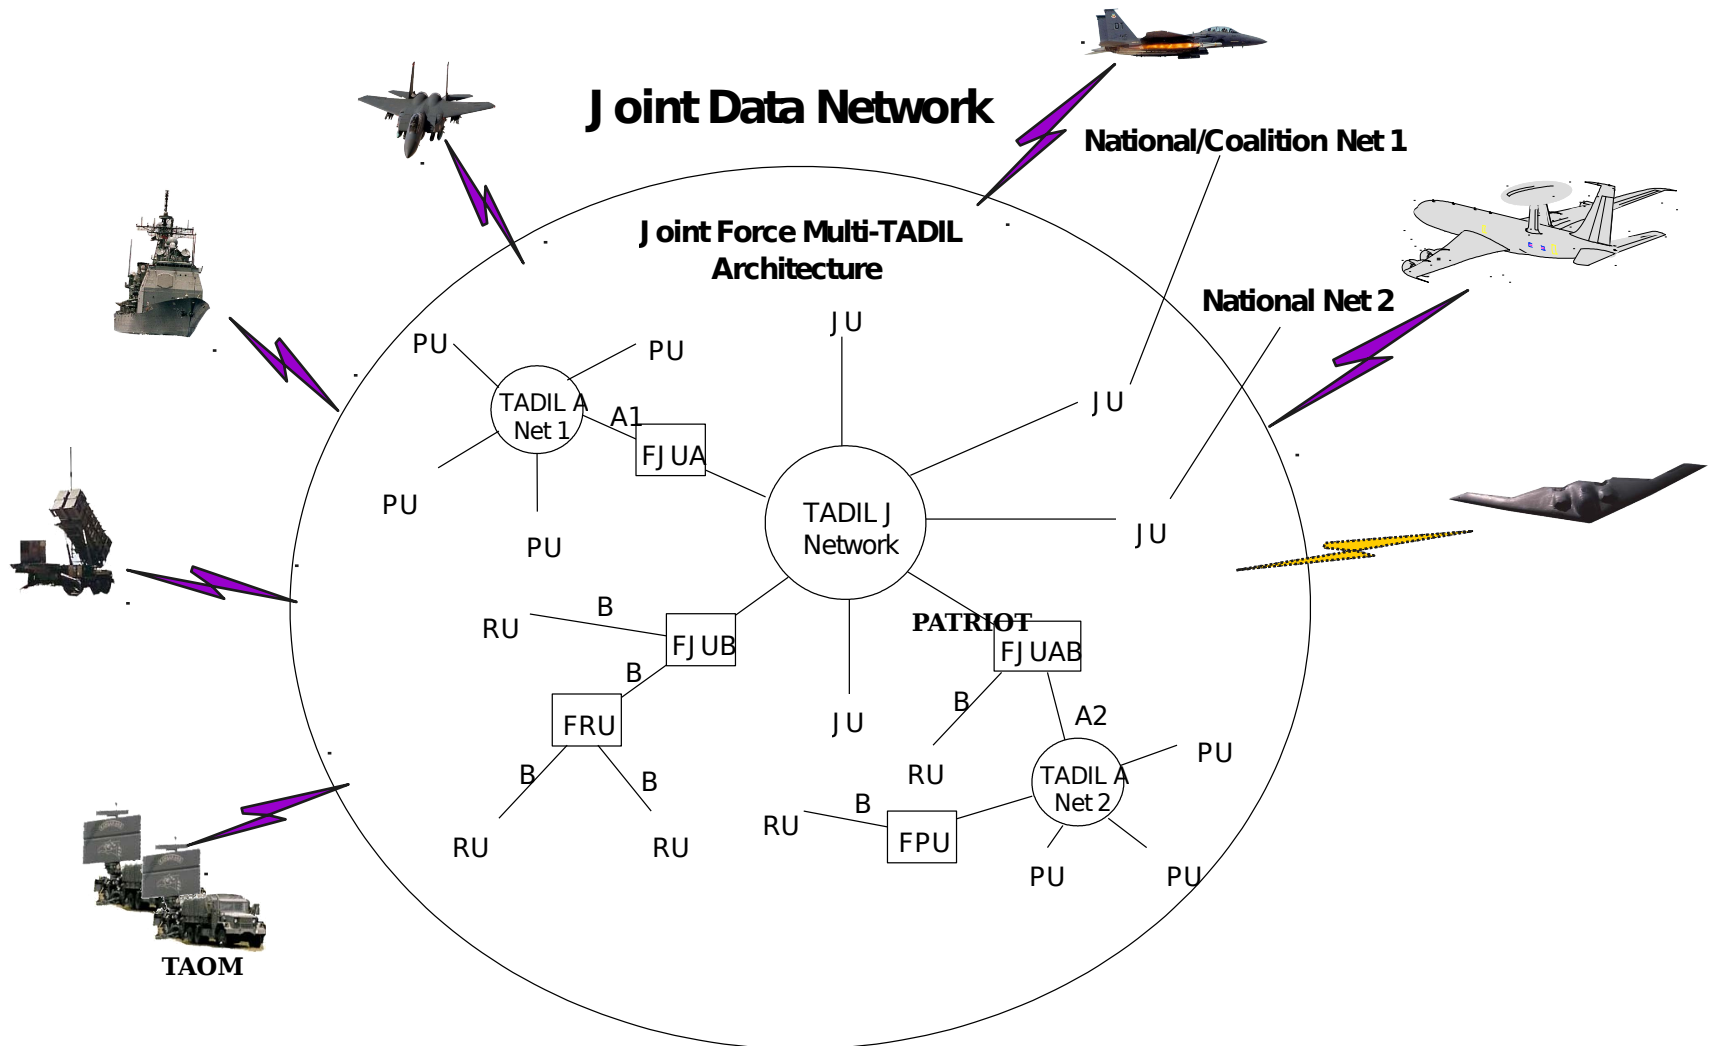 Joint Data Network
National/Coalition Net 1
Joint Force Multi-TADIL
Architecture
National Net 2
JU
PU
PU
TADIL A
Net 1
A1
JU
FJUA
PU
TADIL J
Network
JU
PU
B
RU
PATRIOT
FJUB
FJUAB
B
B
FRU
JU
A2
PU
B
B
RU
TADIL A
Net 2
B
RU
FPU
RU
RU
PU
PU
TAOM